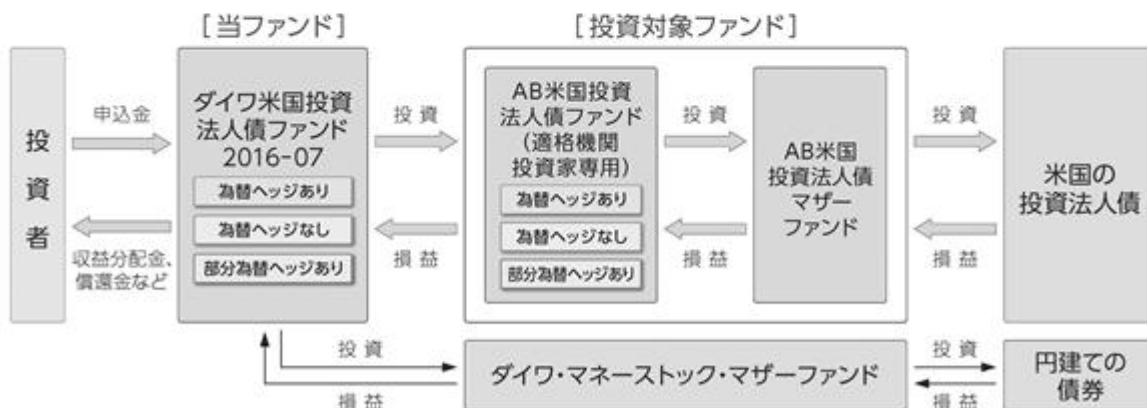 [当ファンド]
[投資対象ファンド]
投資者
申込金
収益分配金、
償還金など
ダイワ米国投資
法人債ファンド
2016-07
為替ヘッジあり
為替ヘッジなし
部分為替ヘッジあり
投資
損益
AB米国投資
法人債ファンド
(適格機関
投資家専用)
為替ヘッジあり
為替ヘッジなし
部分為替ヘッジあり
投資
損益
AB米国
投資法人債
マザー
ファンド
投資
損益
米国の
投資法人債
投資
損益
ダイワ・マネーストック・マザーファンド
投資
損益
円建ての
債券